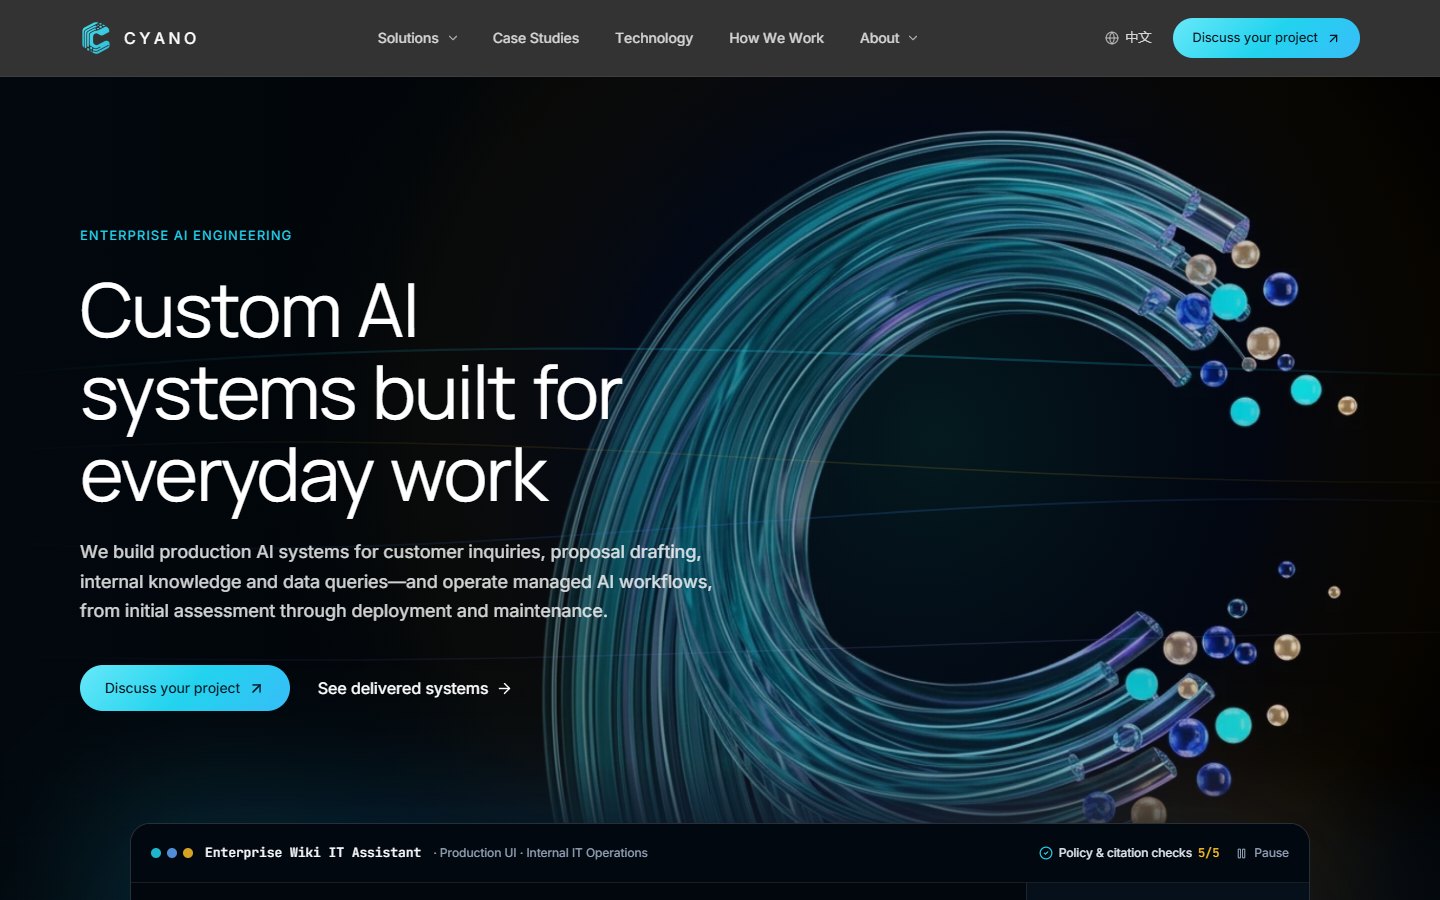 CYANO
Solutions
Case Studies
Technology
How We Work
About
中文
Discuss your project
ENTERPRISE AI ENGINEERING
Custom AI
systems built for
everyday work
We build production AI systems for customer inquiries, proposal drafting,
internal knowledge and data queries—and operate managed AI workflows,
from initial assessment through deployment and maintenance.
Discuss your project
See delivered systems
Enterprise Wiki IT Assistant · Production UI · Internal IT Operations
Policy & citation checks 5/5
Pause